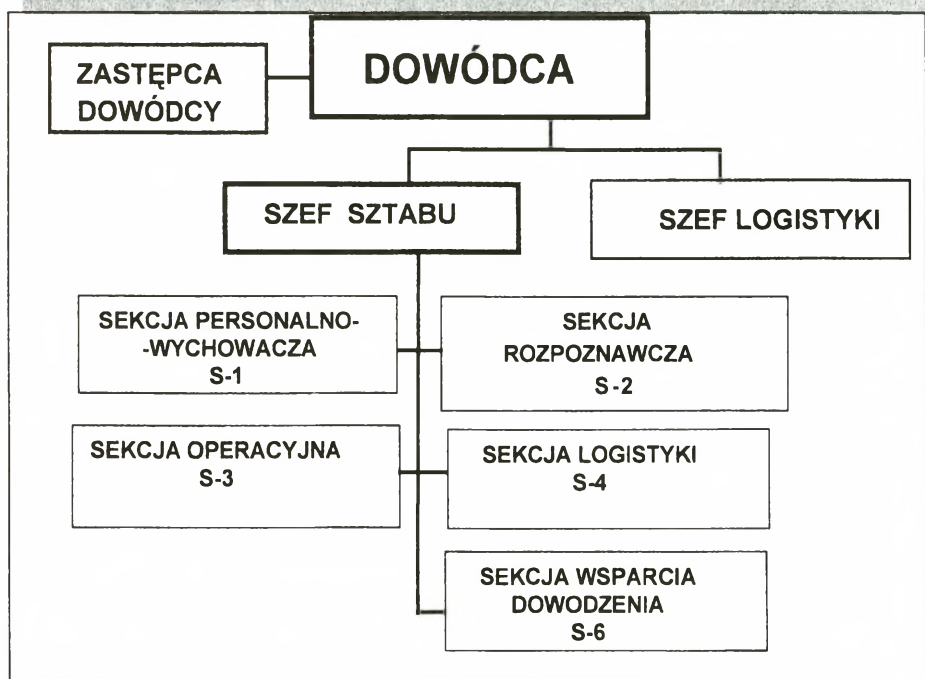 ZASTĘPCA
DOWÓDCY
DOWÓDCA
SZEF SZTABU
SZEF LOGISTYKI
SEKCJA PERSONALNO-
-WYCHOWACZA
S-1
SEKCJA
ROZPOZNAWCZA
S-2
SEKCJA OPERACYJNA
S-3
SEKCJA LOGISTYKI
S-4
SEKCJA WSPARCIA
DOWODZENIA
S-6